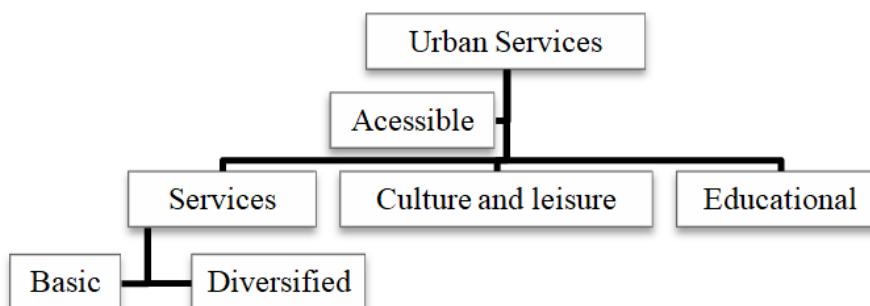 Urban Services
Acessible
Services
Culture and leisure
Educational
Basic
Diversified